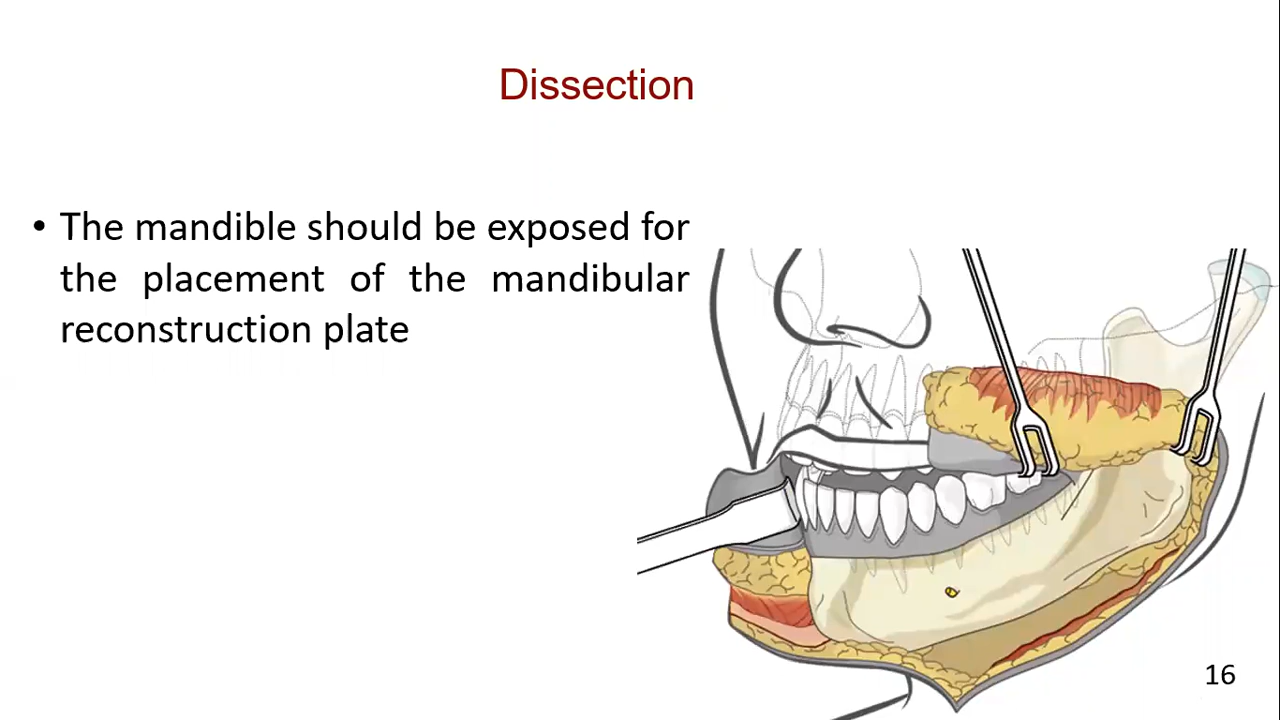 Dissection
• The mandible should be exposed for
the placement of the mandibular
reconstruction plate
16